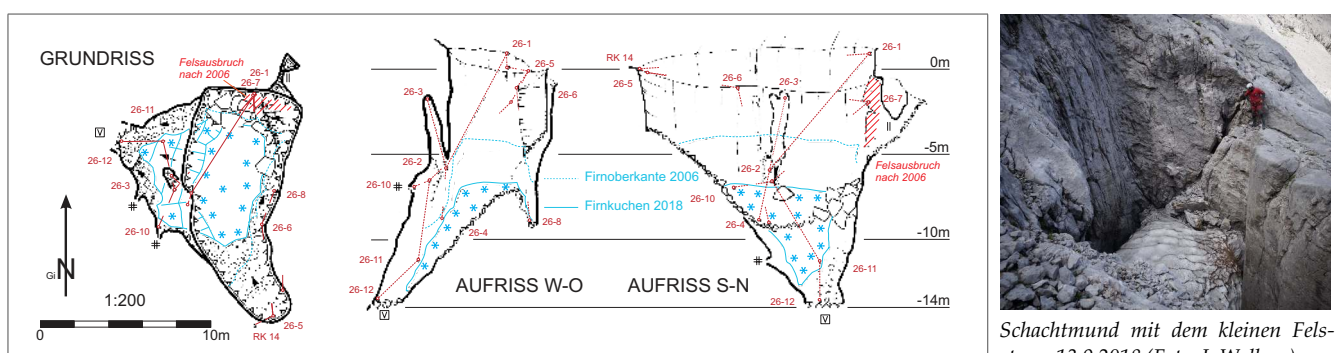 GRUNDRISS
Felsausbruch
nach 2006
26-1
26-7
II
26-11
V
26-12
26-3
#
26-10
#
26-8
26-6
Gi N
1:200
0
10m
RK 14
26-5
26-1
26-5
26-3
26-6
26-2
26-10
#
26-8
26-4
26-11
26-12
V
AUFRISS W-O
Firnoberkante 2006
Firnkuchen 2018
RK 14
26-5
26-6
26-3
26-1
26-7
II
26-2
26-10
26-4
#
26-11
26-12
V
Felsausbruch
nach 2006
AUFRISS S-N
0m
-5m
-10m
-14m
Schachtmund mit dem kleinen Fels-